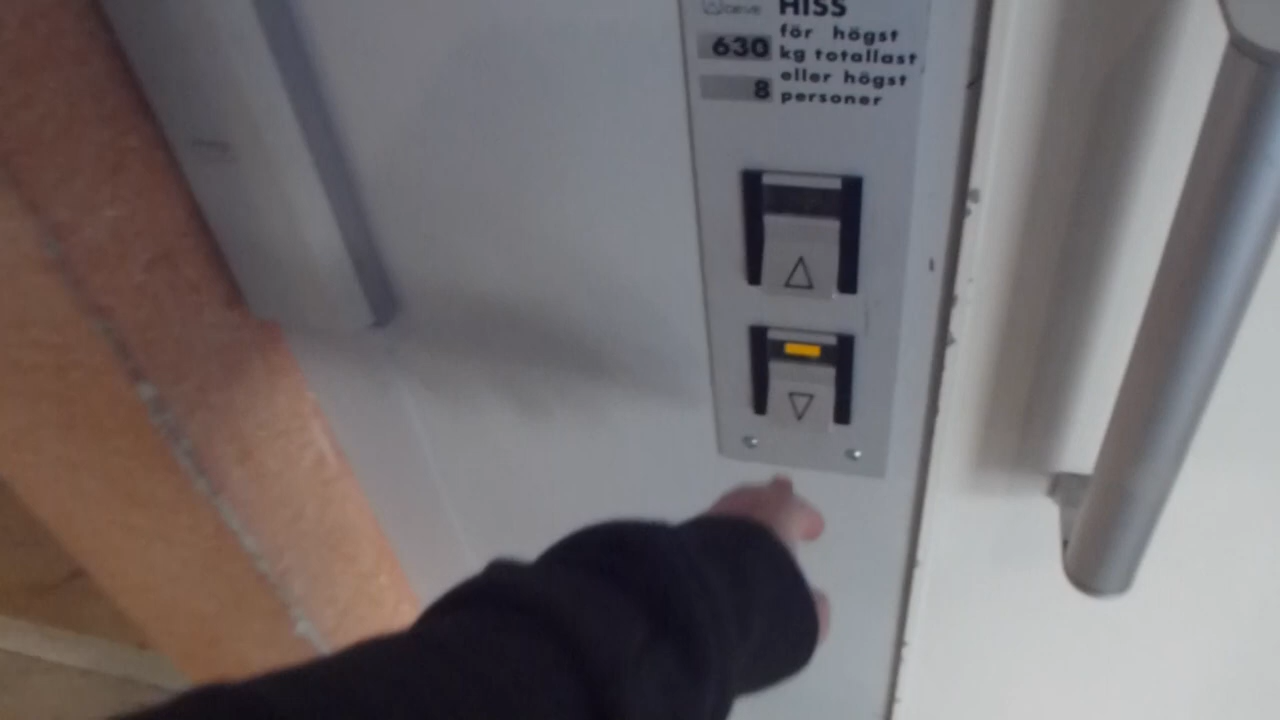 HISS
630 för högst
kg totallast
8 eller högst
personer